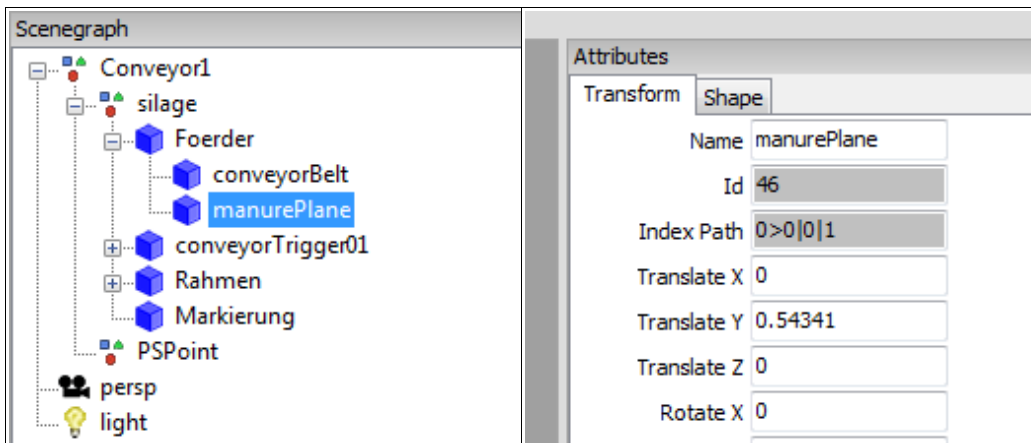 Scenegraph
Conveyor1
silage
Foerder
conveyorBelt
manurePlane
conveyorTrigger01
Rahmen
Markierung
PSPoint
persp
light
Attributes
Transform Shape
Name manurePlane
Id 46
Index Path 0>0|0|1
Translate X 0
Translate Y 0.54341
Translate Z 0
Rotate X 0